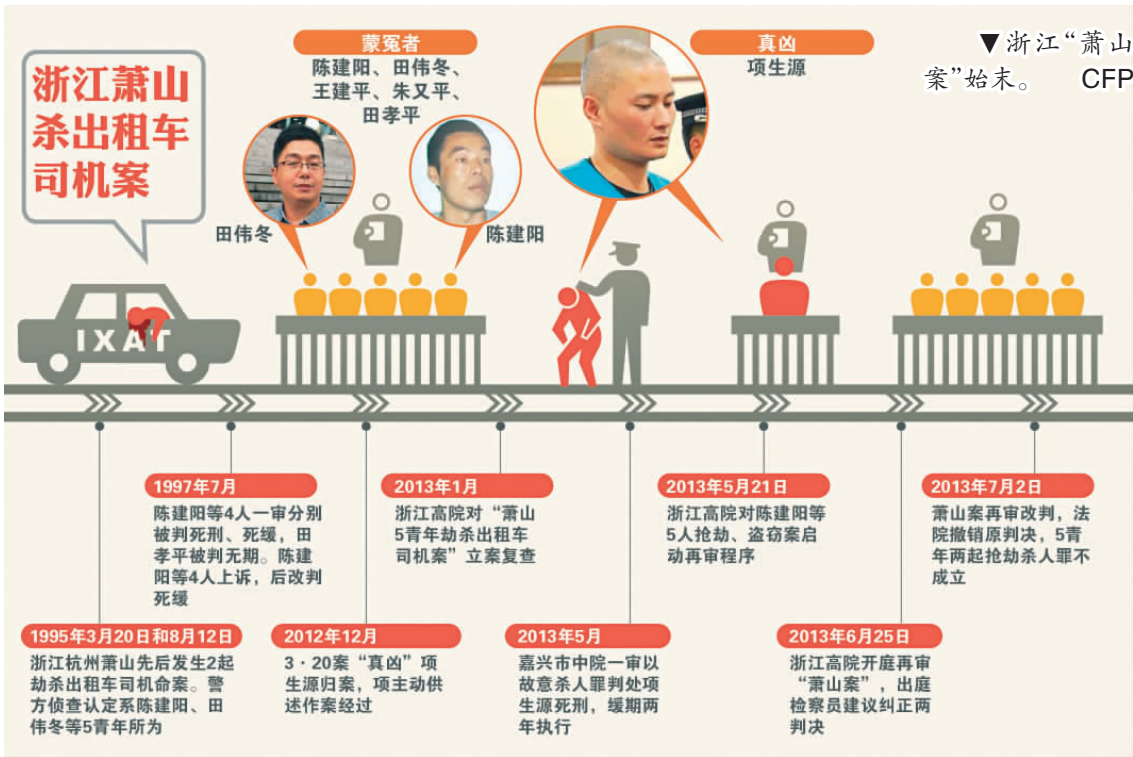 浙江萧山
杀出租车
司机案
蒙冤者
陈建阳、田伟冬、
王建平、朱又平、
田孝平
田伟冬
陈建阳
真凶
项生源
▼浙江“萧山
案”始末。 CFP
IXAT
1997年7月
陈建阳等4人一审分别
被判死刑、死缓，田
孝平被判无期。陈建
阳等4人上诉，后改判
死缓
2013年1月
浙江高院对“萧山
5青年劫杀出租车
司机案”立案复查
2013年5月21日
浙江高院对陈建阳等
5人抢劫、盗窃案启
动再审程序
2013年7月2日
萧山案再审改判，法
院撤销原判决，5青
年两起抢劫杀人罪不
成立
1995年3月20日和8月12日
浙江杭州萧山先后发生2起
劫杀出租车司机命案。警
方侦查认定系陈建阳、田
伟冬等5青年所为
2012年12月
3·20案“真凶”项
生源归案，项主动供
述作案经过
2013年5月
嘉兴市中院一审以
故意杀人罪判处项
生源死刑，缓期两
年执行
2013年6月25日
浙江高院开庭再审
“萧山案”，出庭
检察员建议纠正两
判决